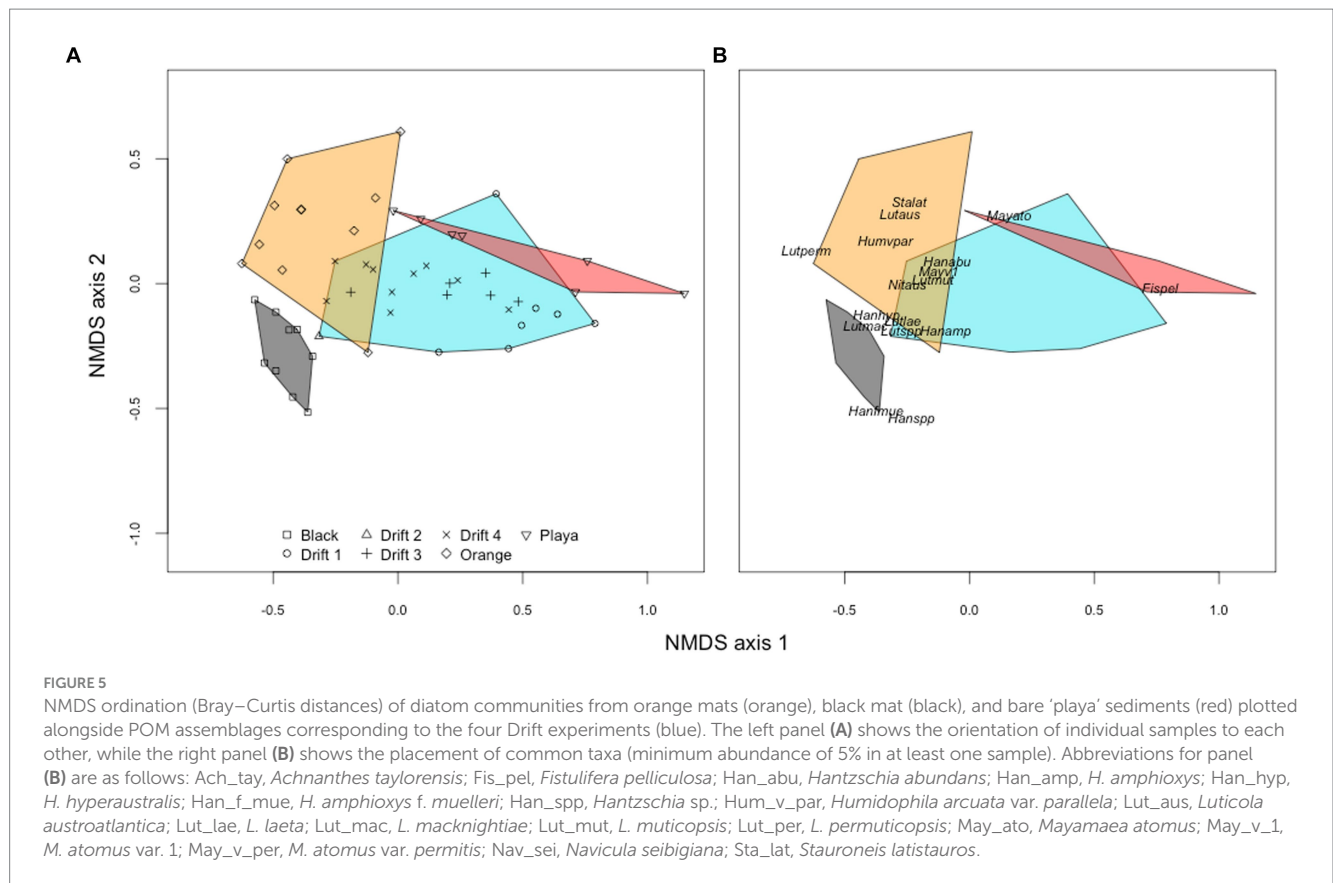 A B
0.5
0.0
-0.5
-1.0
NMDS axis 2
Black Drift 2 Drift 4 Playa
Drift 1 Drift 3 Orange
-0.5 0.0 0.5 1.0
Stalat
Lutaus
Mayato
Humvpar
Lutperm
Hanabu
Mayv1
Lutmut
Nitaus
Fispel
Hanhyp
Lutlae
Lutmac
Lutspp
Hanamp
Hanfmue
Hanspp
-0.5 0.0 0.5 1.0
NMDS axis 1
FIGURE 5
NMDS ordination (Bray–Curtis distances) of diatom communities from orange mats (orange), black mat (black), and bare ‘playa’ sediments (red) plotted
alongside POM assemblages corresponding to the four Drift experiments (blue). The left panel (A) shows the orientation of individual samples to each
other, while the right panel (B) shows the placement of common taxa (minimum abundance of 5% in at least one sample). Abbreviations for panel
(B) are as follows: Ach_tay, Achnanthes taylorensis; Fis_pel, Fistulifera pelliculosa; Han_abu, Hantzschia abundans; Han_amp, H. amphioxys; Han_hyp,
H. hyperaustralis; Han_f_mue, H. amphioxys f. muelleri; Han_spp, Hantzschia sp.; Hum_v_par, Humidophila arcuata var. parallela; Lut_aus, Luticola
austroatlantica; Lut_lae, L. laeta; Lut_mac, L. macknightiae; Lut_mut, L. muticopsis; Lut_per, L. permuticopsis; May_ato, Mayamaea atomus; May_v_1,
M. atomus var. 1; May_v_per, M. atomus var. permitis; Nav_sei, Navicula seibigiana; Sta_lat, Stauroneis latistauros.